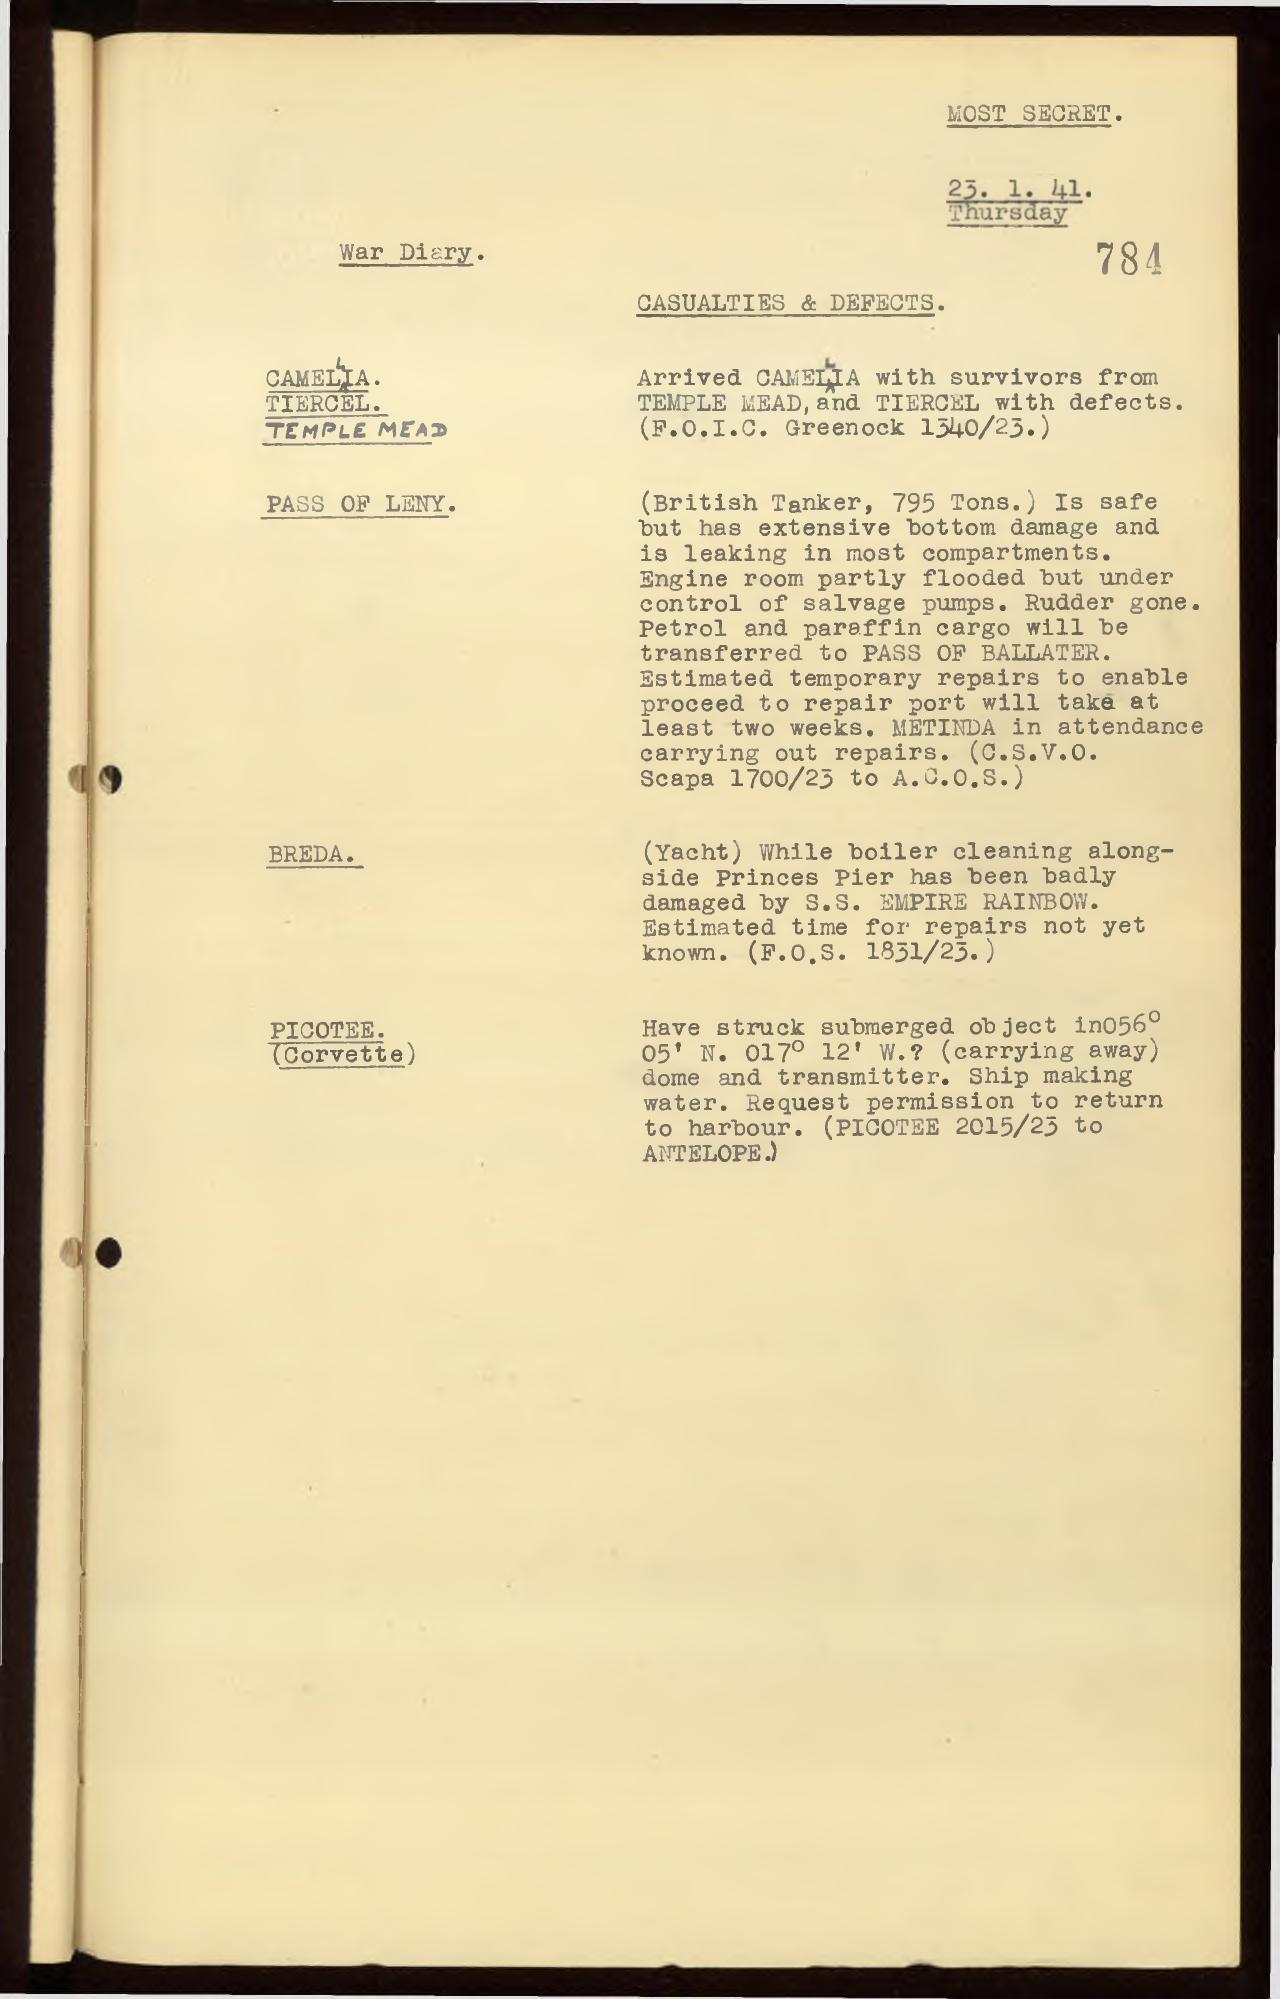 MOST SECRET.
23. 1. 41.
Thursday
War Diary.
784
CASUALTIES & DEFECTS.
CAMELLIA.
TIERCEL.
TEMPLE MEAD
Arrived CAMELLIA with survivors from
TEMPLE MEAD, and TIERCEL with defects.
(F.O.I.C. Greenock 1340/23.)
PASS OF LENY.
(British Tanker, 795 Tons.) Is safe
but has extensive bottom damage and
is leaking in most compartments.
Engine room partly flooded but under
control of salvage pumps. Rudder gone.
Petrol and paraffin cargo will be
transferred to PASS OF BALLATER.
Estimated temporary repairs to enable
proceed to repair port will take at
least two weeks. METINDA in attendance
carrying out repairs. (C.S.V.O.
Scapa 1700/23 to A.C.O.S.)
BREDA.
(Yacht) While boiler cleaning along-
side Princes Pier has been badly
damaged by S.S. EMPIRE RAINBOW.
Estimated time for repairs not yet
known. (F.O.S. 1831/23.)
PICOTEE.
(Corvette)
Have struck submerged object in056°
05' N. 017° 12' W.? (carrying away)
dome and transmitter. Ship making
water. Request permission to return
to harbour. (PICOTEE 2015/23 to
ANTELOPE.)